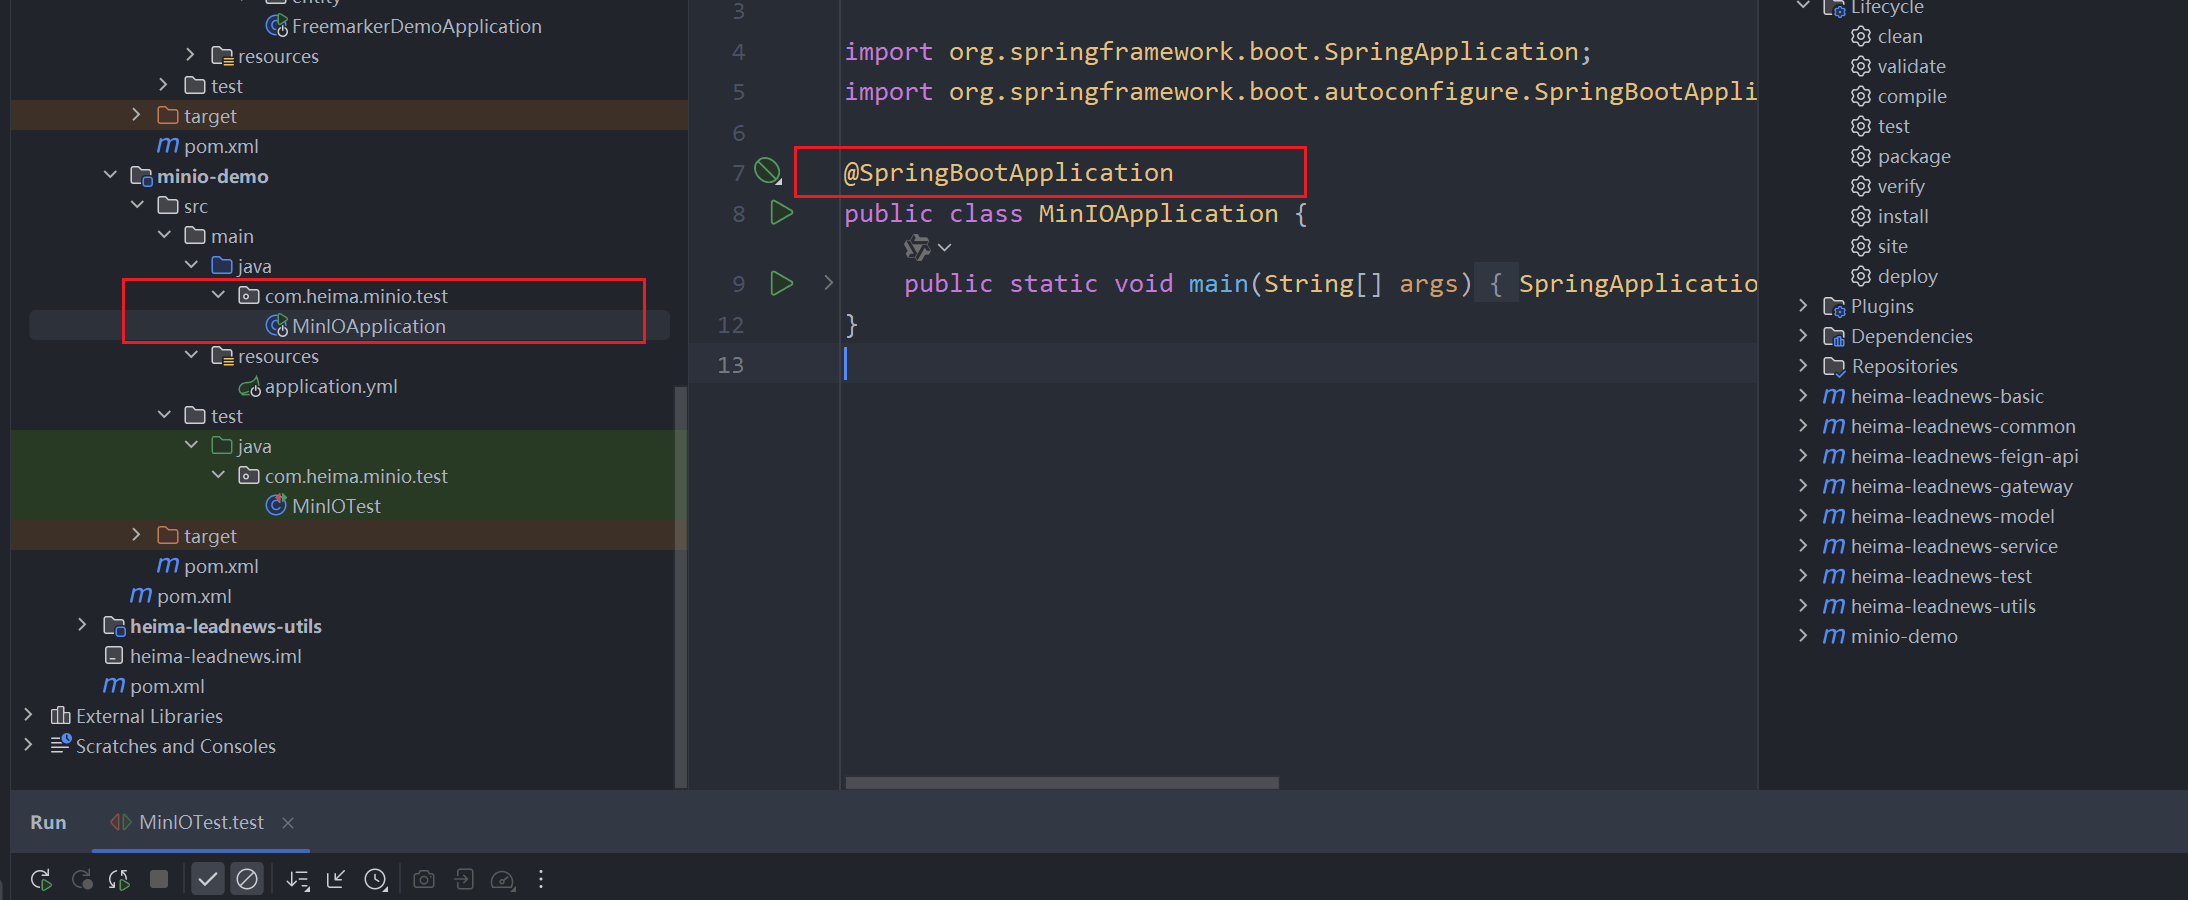 entity
FreemarkerDemoApplication
resources
test
target
pom.xml
minio-demo
src
main
java
com.heima.minio.test
MinIOApplication
resources
application.yml
test
java
com.heima.minio.test
MinIOTest
target
pom.xml
pom.xml
heima-leadnews-utils
heima-leadnews.iml
pom.xml
External Libraries
Scratches and Consoles
3
4 import org.springframework.boot.SpringApplication;
5 import org.springframework.boot.autoconfigure.SpringBootAppli
6
7 @SpringBootApplication
8 public class MinIOApplication {
9 public static void main(String[] args) { SpringApplicatio
12 }
13
Lifecycle
clean
validate
compile
test
package
verify
install
site
deploy
Plugins
Dependencies
Repositories
heima-leadnews-basic
heima-leadnews-common
heima-leadnews-feign-api
heima-leadnews-gateway
heima-leadnews-model
heima-leadnews-service
heima-leadnews-test
heima-leadnews-utils
minio-demo
Run MinIOTest.test